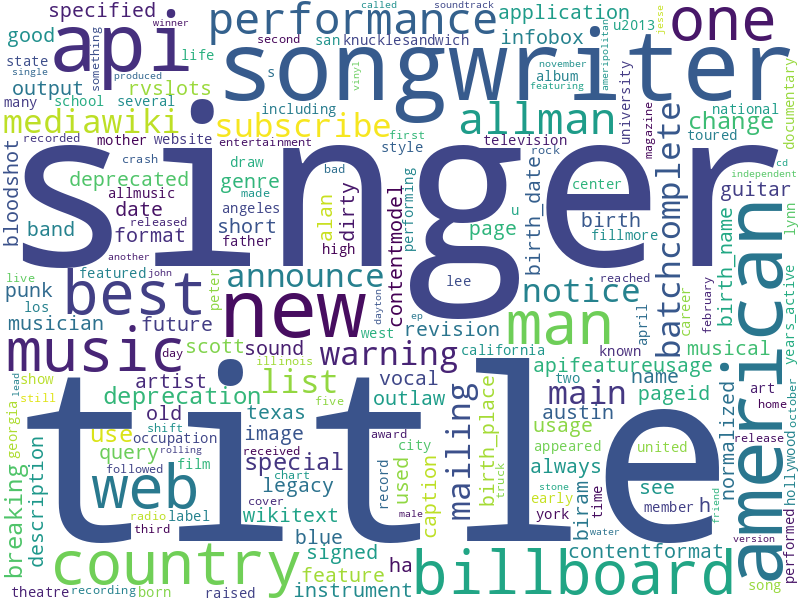 specified
api
good
state
life
something
output
many
school
several
rvslots
mediawiki
recorded
mother
website
performance
called
soundtrack
winner
second
san
knucklesandwich
s
november
album
featuring
including
infobox
application
u2013
ameripolitan
one
jesse
single
produced
vinyl
songwriter
subscribe
entertainment
first
style
television
allman
rock
university
magazine
change
national
toured
documentary
bloodshot
deprecated
allmusic
crash
genre
draw
made
bad
performing
center
cd
independent
singer
band
date
format
released
another
angeles
short
father
alan
high
dirty
contentmodel
u
page
birth_date
birth
fillmore
batchcomplete
guitar
birth_name
lynn
live
featured
john
peter
announce
lee
notice
reached
career
february
years_active
american
punk
los
musician
best
future
new
dayton
ep
west
revision
man
april
music
day
scott
sound
warning
california
known
musical
show
still
lead
artist
illinois
list
five
vocal
apifeatureusage
two
name
art
home
october
hollywood
deprecation
texas
outlaw
mailing
main
pageid
normalized
georgia
use
shift
old
occupation
rolling
award
image
city
birth_place
austin
usage
appeared
united
release
title
breaking
description
query
followed
film
received
special
chart
record
used
caption
always
see
truck
web
legacy
cover
stone
early
biram
time
member
h
friend
radio
label
wikitext
male
york
water
version
third
blue
signed
contentformat
performed
country
ha
feature
billboard
song
theatre
recording
born
raised
instrument